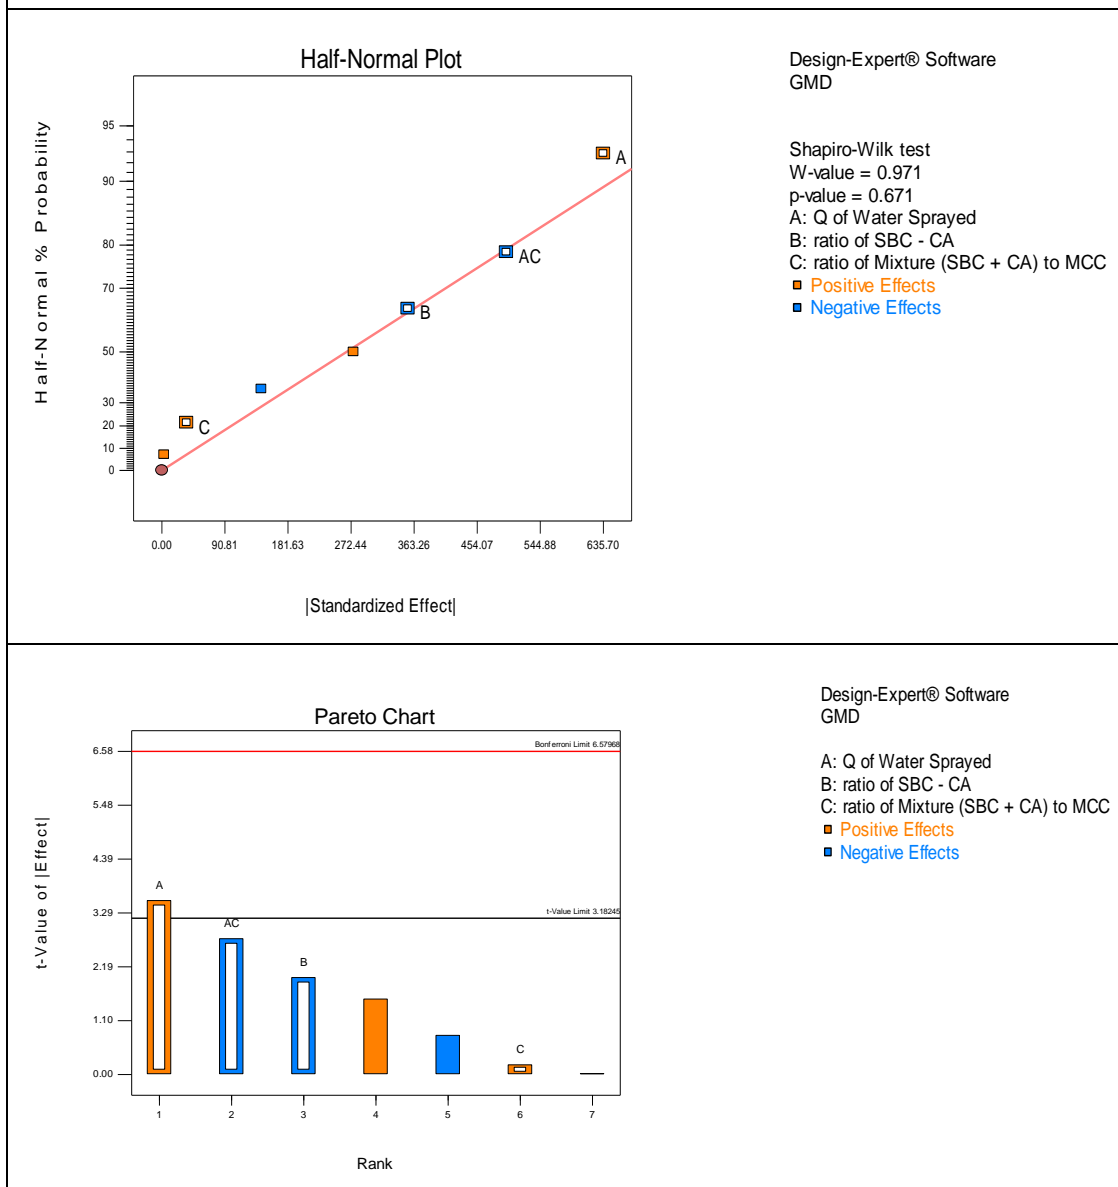 Half-Normal Plot
Half-Normal % Probability
95
90
80
70
50
30
20
10
0
A
AC
B
C
0.00 90.81 181.63 272.44 363.26 454.07 544.88 635.70
|Standardized Effect|
Design-Expert® Software
GMD
Shapiro-Wilk test
W-value = 0.971
p-value = 0.671
A: Q of Water Sprayed
B: ratio of SBC - CA
C: ratio of Mixture (SBC + CA) to MCC
Positive Effects
Negative Effects
Pareto Chart
t-Value of |Effect|
6.58
5.48
4.39
3.29
2.19
1.10
0.00
Bonferroni Limit 6.57968
t-Value Limit 3.18245
A
AC
B
C
1 2 3 4 5 6 7
Rank
Design-Expert® Software
GMD
A: Q of Water Sprayed
B: ratio of SBC - CA
C: ratio of Mixture (SBC + CA) to MCC
Positive Effects
Negative Effects